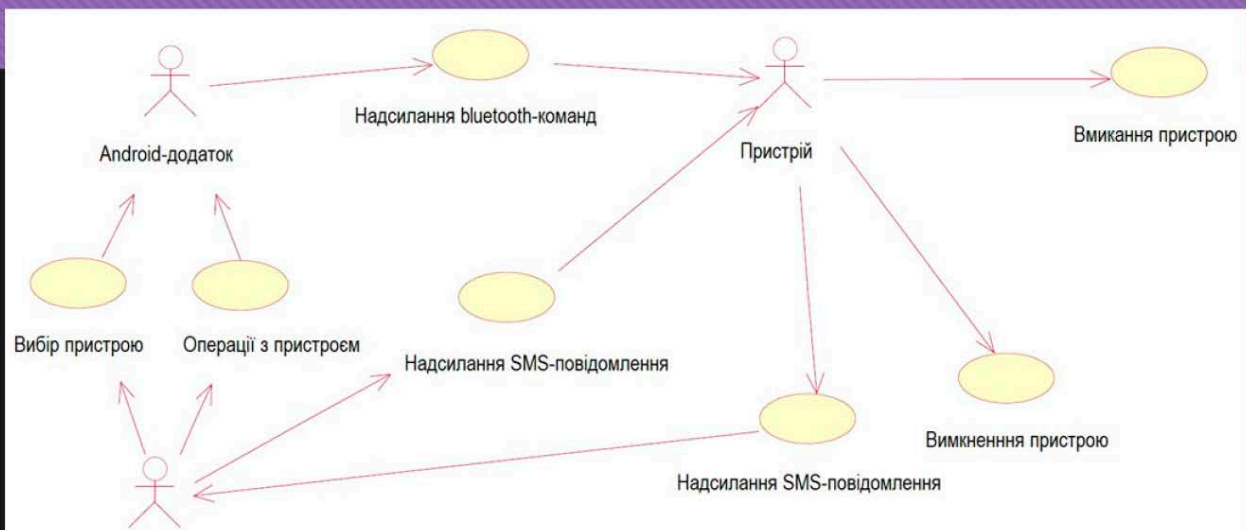 Надсилання bluetooth-команд
Вмикання пристрою
Android-додаток
Пристрій
Вибір пристрою
Операції з пристроєм
Надсилання SMS-повідомлення
Вимкненння пристрою
Надсилання SMS-повідомлення